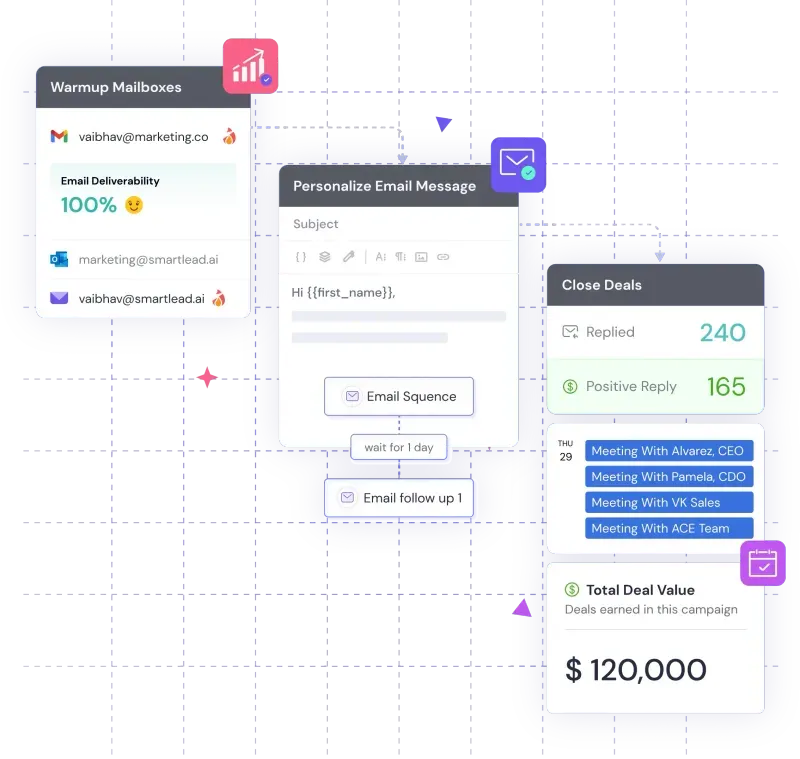 Warmup Mailboxes
vaibhav@marketing.co
Email Deliverability
100%
marketing@smartlead.ai
vaibhav@smartlead.ai
Personalize Email Message
Subject
Hi {{first_name}},
Email Squence
wait for 1 day
Email follow up 1
Close Deals
Replied 240
Positive Reply 165
THU
29
Meeting With Alvarez, CEO
Meeting With Pamela, CDO
Meeting With VK Sales
Meeting With ACE Team
Total Deal Value
Deals earned in this campaign
$ 120,000